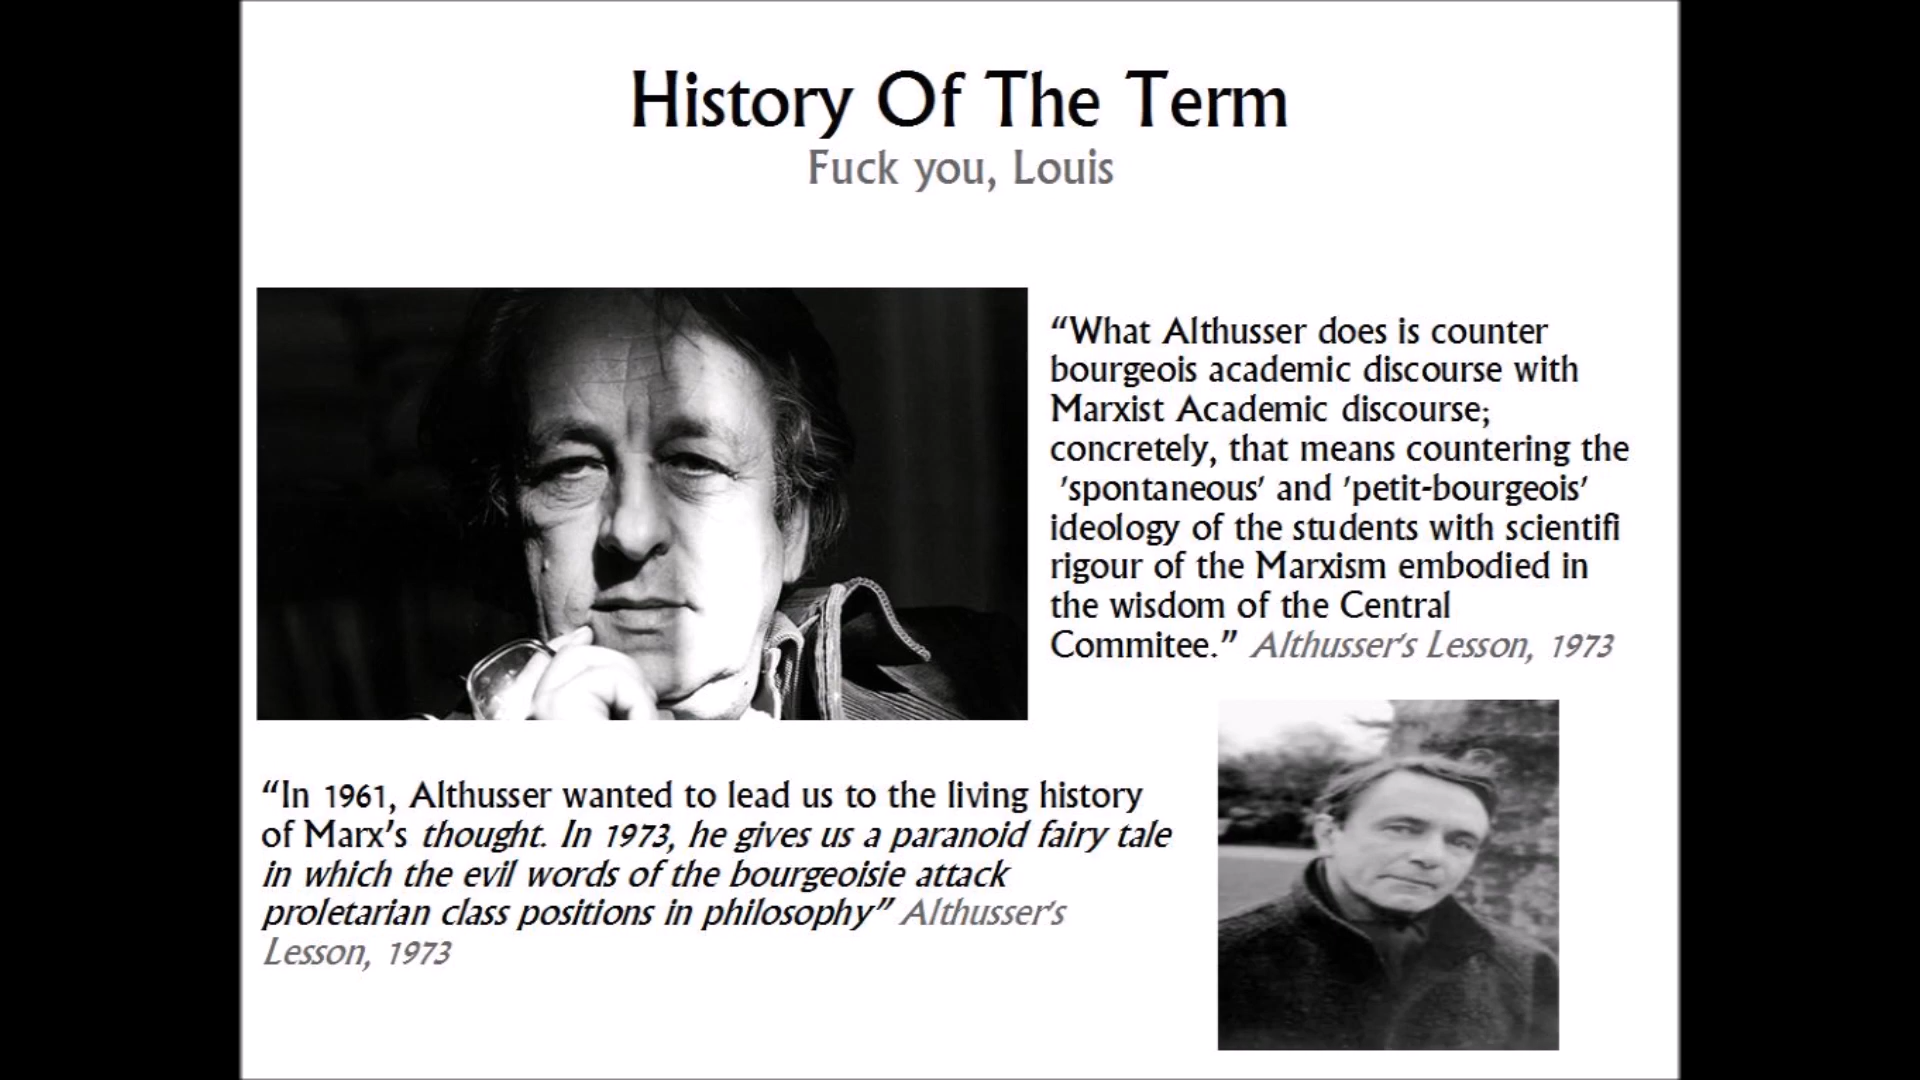 History Of The Term
Fuck you, Louis
“What Althusser does is counter
bourgeois academic discourse with
Marxist Academic discourse;
concretely, that means countering the
'spontaneous' and 'petit-bourgeois'
ideology of the students with scientifi
rigour of the Marxism embodied in
the wisdom of the Central
Commitee.” Althusser's Lesson, 1973
“In 1961, Althusser wanted to lead us to the living history
of Marx’s thought. In 1973, he gives us a paranoid fairy tale
in which the evil words of the bourgeoisie attack
proletarian class positions in philosophy” Althusser's
Lesson, 1973